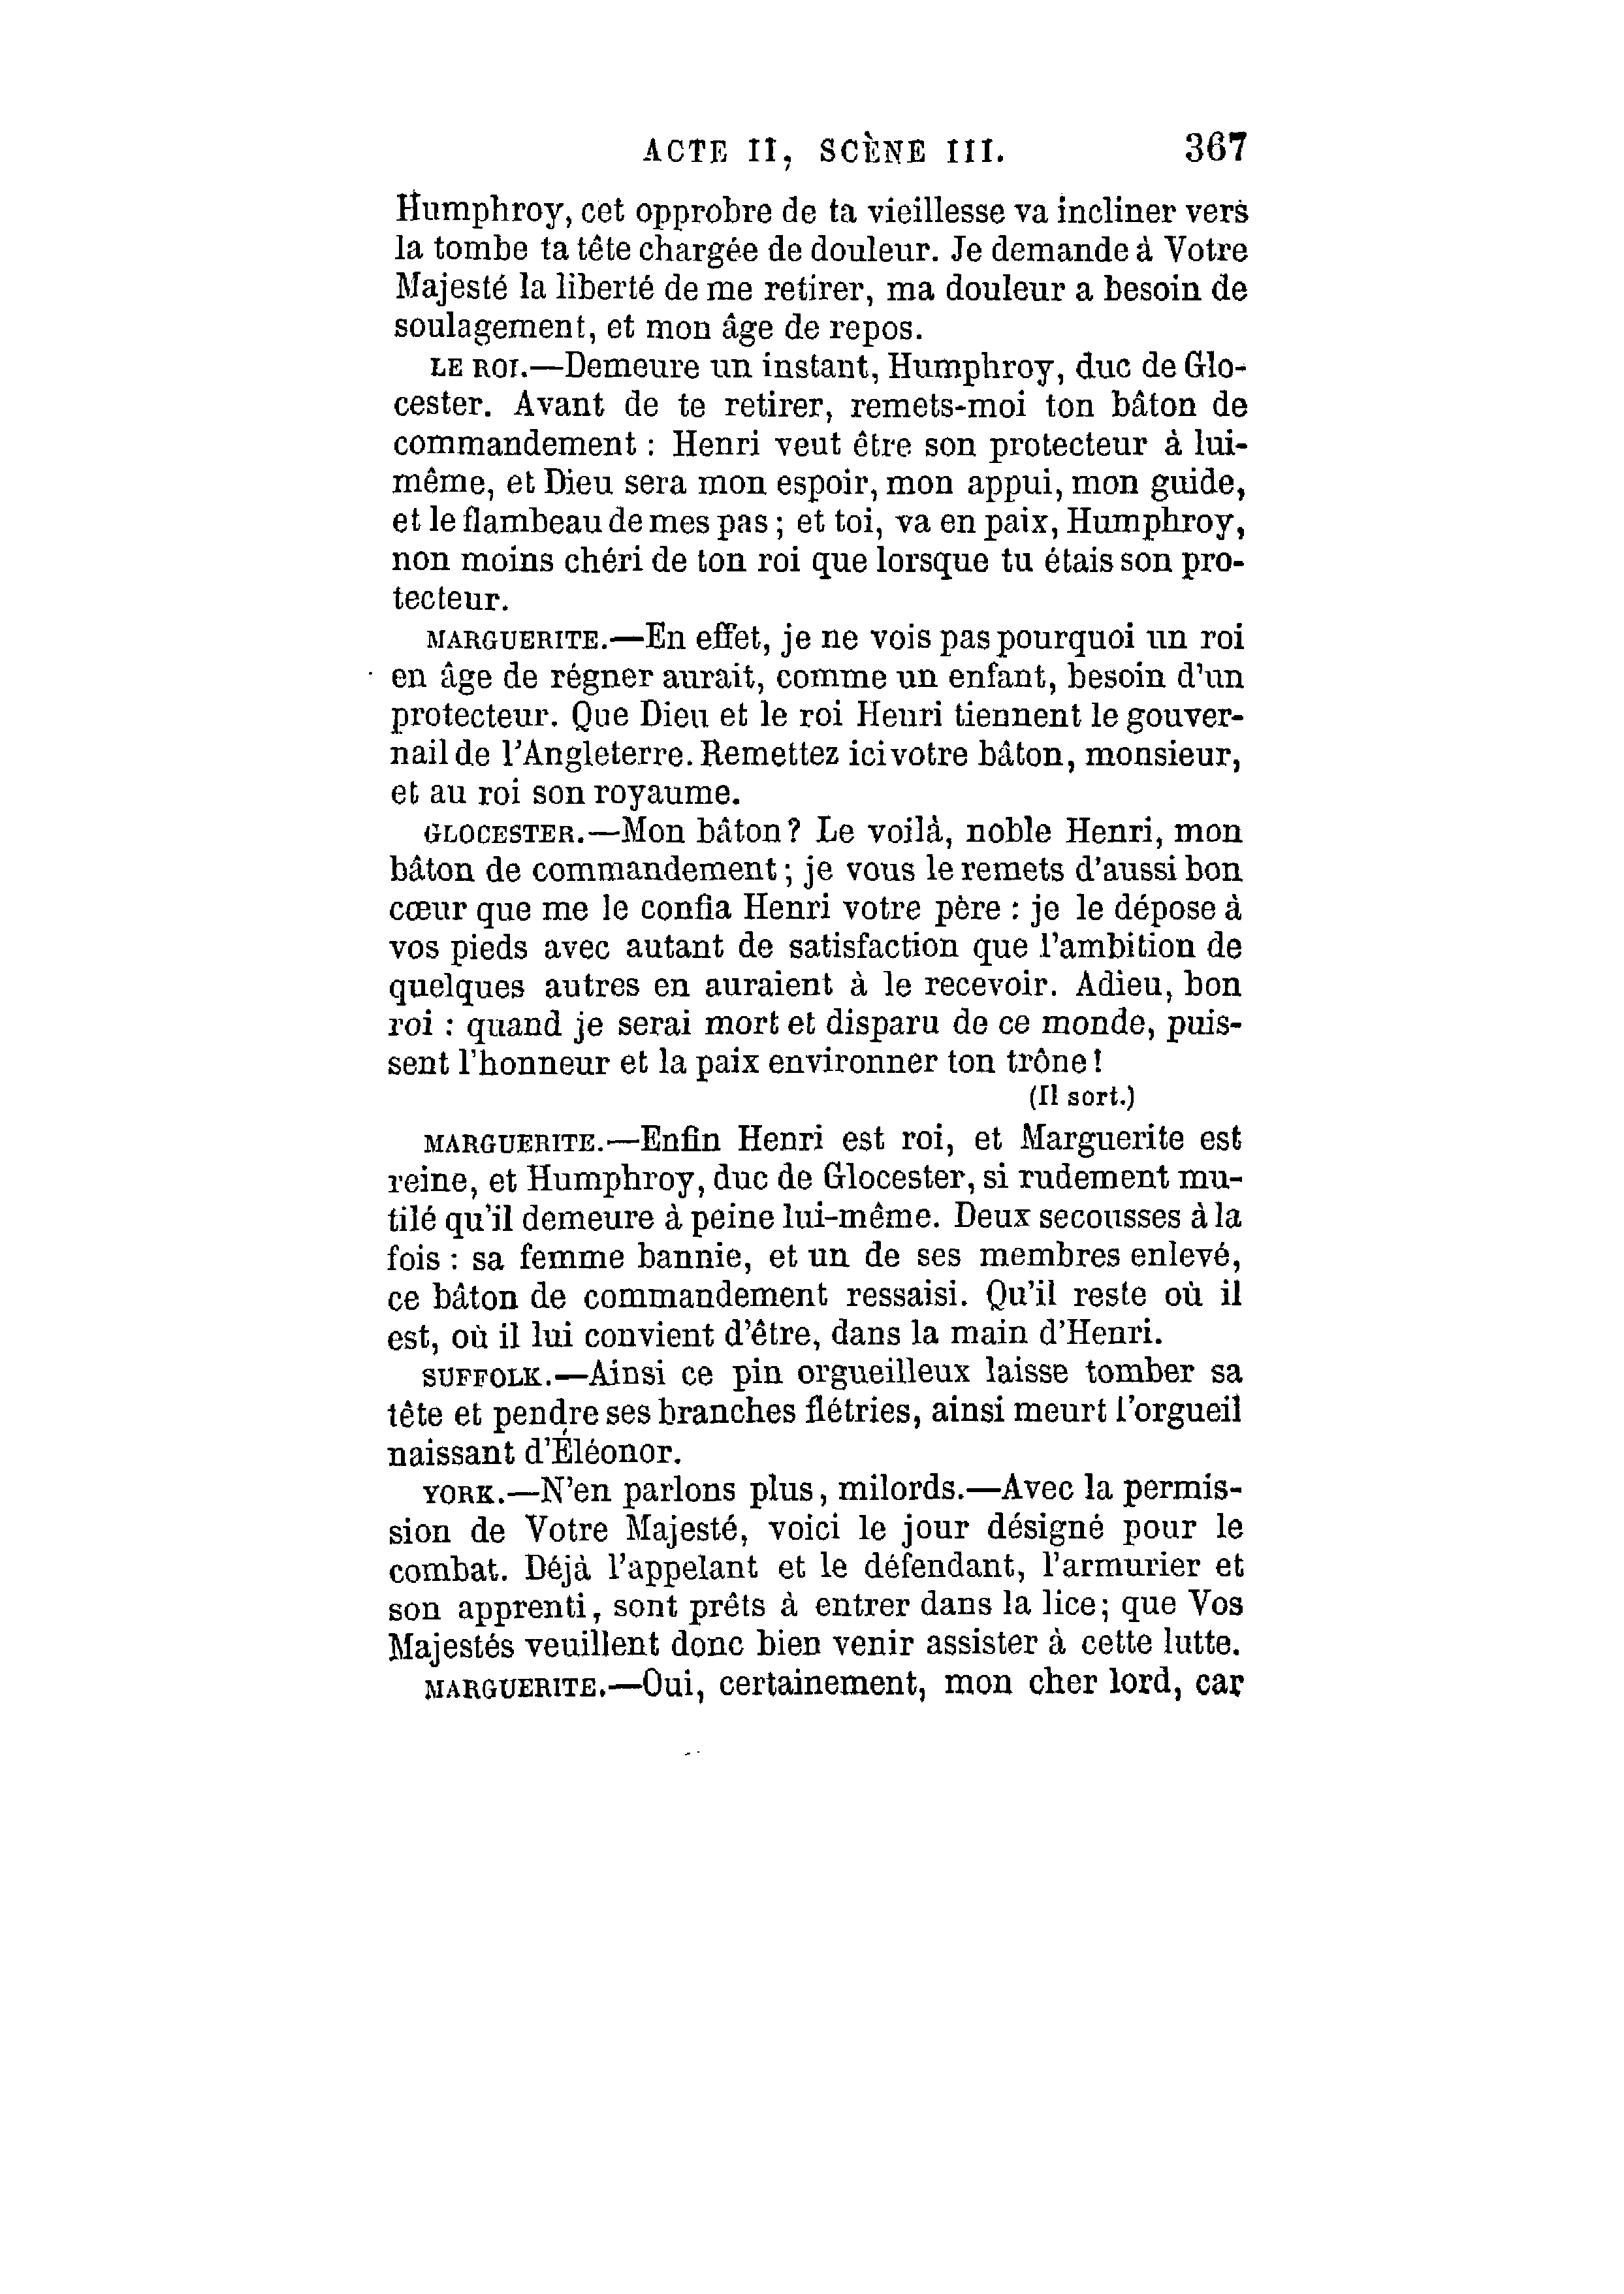 ACTE II, SCÈNE III. 367
Humphroy, cet opprobre de ta vieillesse va incliner vers
la tombe ta tête chargée de douleur. Je demande à Votre
Majesté la liberté de me retirer, ma douleur a besoin de
soulagement, et mon âge de repos.
LE ROI.—Demeure un instant, Humphroy, duc de Glo-
cester. Avant de te retirer, remets-moi ton bâton de
commandement : Henri veut être son protecteur à lui-
même, et Dieu sera mon espoir, mon appui, mon guide,
et le flambeau de mes pas ; et toi, va en paix, Humphroy,
non moins chéri de ton roi que lorsque tu étais son pro-
tecteur.
MARGUERITE.—En effet, je ne vois pas pourquoi un roi
en âge de régner aurait, comme un enfant, besoin d'un
protecteur. Que Dieu et le roi Henri tiennent le gouver-
nail de l'Angleterre. Remettez ici votre bâton, monsieur,
et au roi son royaume.
GLOCESTER.—Mon bâton? Le voilà, noble Henri, mon
bâton de commandement ; je vous le remets d'aussi bon
cœur que me le confia Henri votre père : je le dépose à
vos pieds avec autant de satisfaction que l'ambition de
quelques autres en auraient à le recevoir. Adieu, bon
roi : quand je serai mort et disparu de ce monde, puis-
sent l'honneur et la paix environner ton trône!
(Il sort.)
MARGUERITE.—Enfin Henri est roi, et Marguerite est
reine, et Humphroy, duc de Glocester, si rudement mu-
tilé qu'il demeure à peine lui-même. Deux secousses à la
fois : sa femme bannie, et un de ses membres enlevé,
ce bâton de commandement ressaisi. Qu'il reste où il
est, où il lui convient d'être, dans la main d'Henri.
SUFFOLK.—Ainsi ce pin orgueilleux laisse tomber sa
tête et pendre ses branches flétries, ainsi meurt l'orgueil
naissant d'Éléonor.
YORK.—N'en parlons plus, milords.—Avec la permis-
sion de Votre Majesté, voici le jour désigné pour le
combat. Déjà l'appelant et le défendant, l'armurier et
son apprenti, sont prêts à entrer dans la lice; que Vos
Majestés veuillent donc bien venir assister à cette lutte.
MARGUERITE.—Oui, certainement, mon cher lord, car